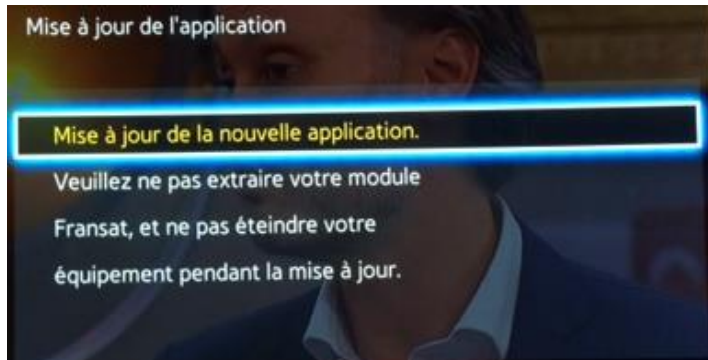 Mise à jour de l'application
Mise à jour de la nouvelle application.
Veuillez ne pas extraire votre module
Fransat, et ne pas éteindre votre
équipement pendant la mise à jour.